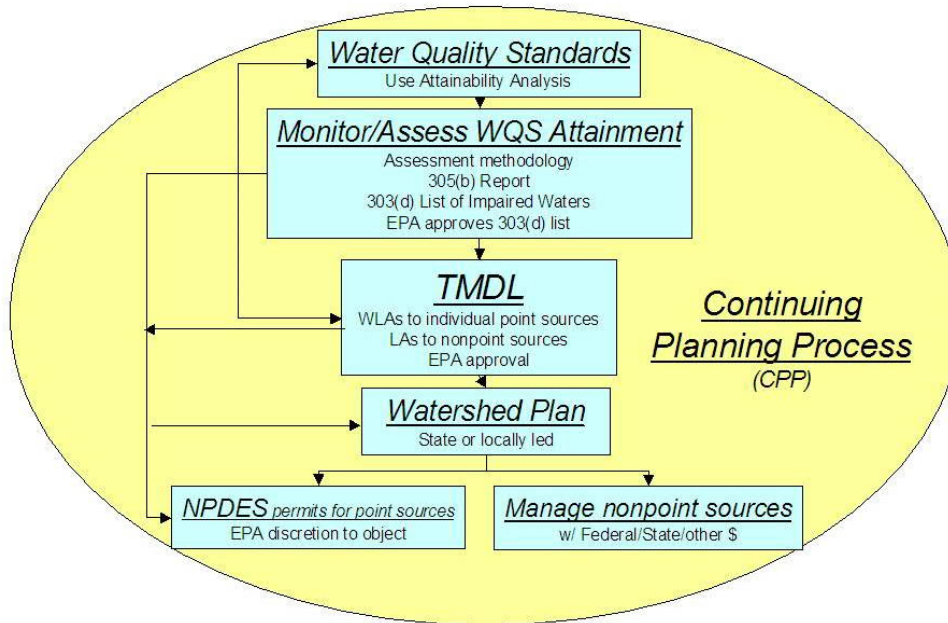 Water Quality Standards
Use Attainability Analysis
Monitor/Assess WQS Attainment
Assessment methodology
305(b) Report
303(d) List of Impaired Waters
EPA approves 303(d) list
TMDL
WLAs to individual point sources
LAs to nonpoint sources
EPA approval
Continuing
Planning Process
(CPP)
Watershed Plan
State or locally led
NPDES permits for point sources
EPA discretion to object
Manage nonpoint sources
w/ Federal/State/other $